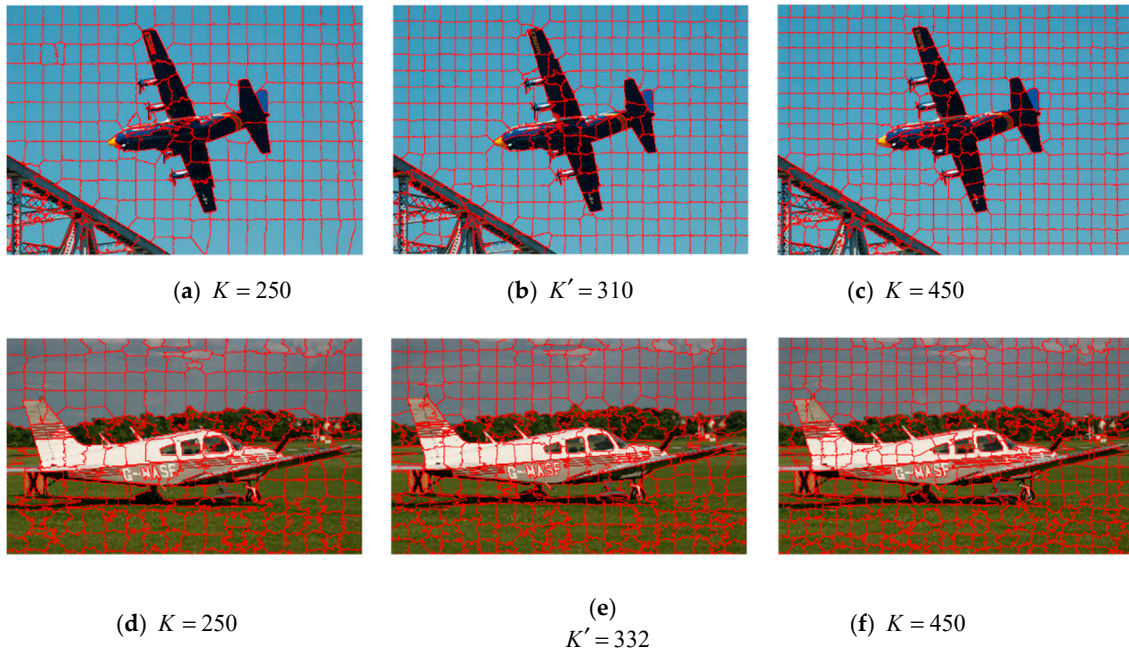 (a) K = 250
(b) K′ = 310
(c) K = 450
G-MASF
G-MASF
G-MASF
(d) K = 250
(e)
K′ = 332
(f) K = 450